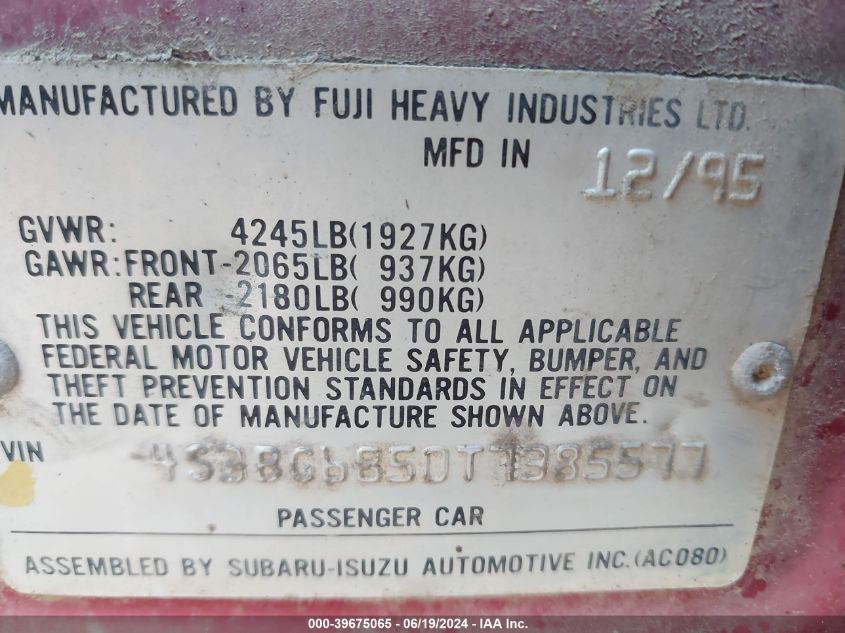 MANUFACTURED BY FUJI HEAVY INDUSTRIES LTD.
MFD IN 12/95
GVWR: 4245LB(1927KG)
GAWR:FRONT-2065LB( 937KG)
REAR -2180LB( 990KG)
THIS VEHICLE CONFORMS TO ALL APPLICABLE
FEDERAL MOTOR VEHICLE SAFETY, BUMPER, AND
THEFT PREVENTION STANDARDS IN EFFECT ON
THE DATE OF MANUFACTURE SHOWN ABOVE.
VIN 4S3BG6850T7385577
PASSENGER CAR
ASSEMBLED BY SUBARU-ISUZU AUTOMOTIVE INC.(AC080)
000-39675065 - 06/19/2024 - IAA Inc.